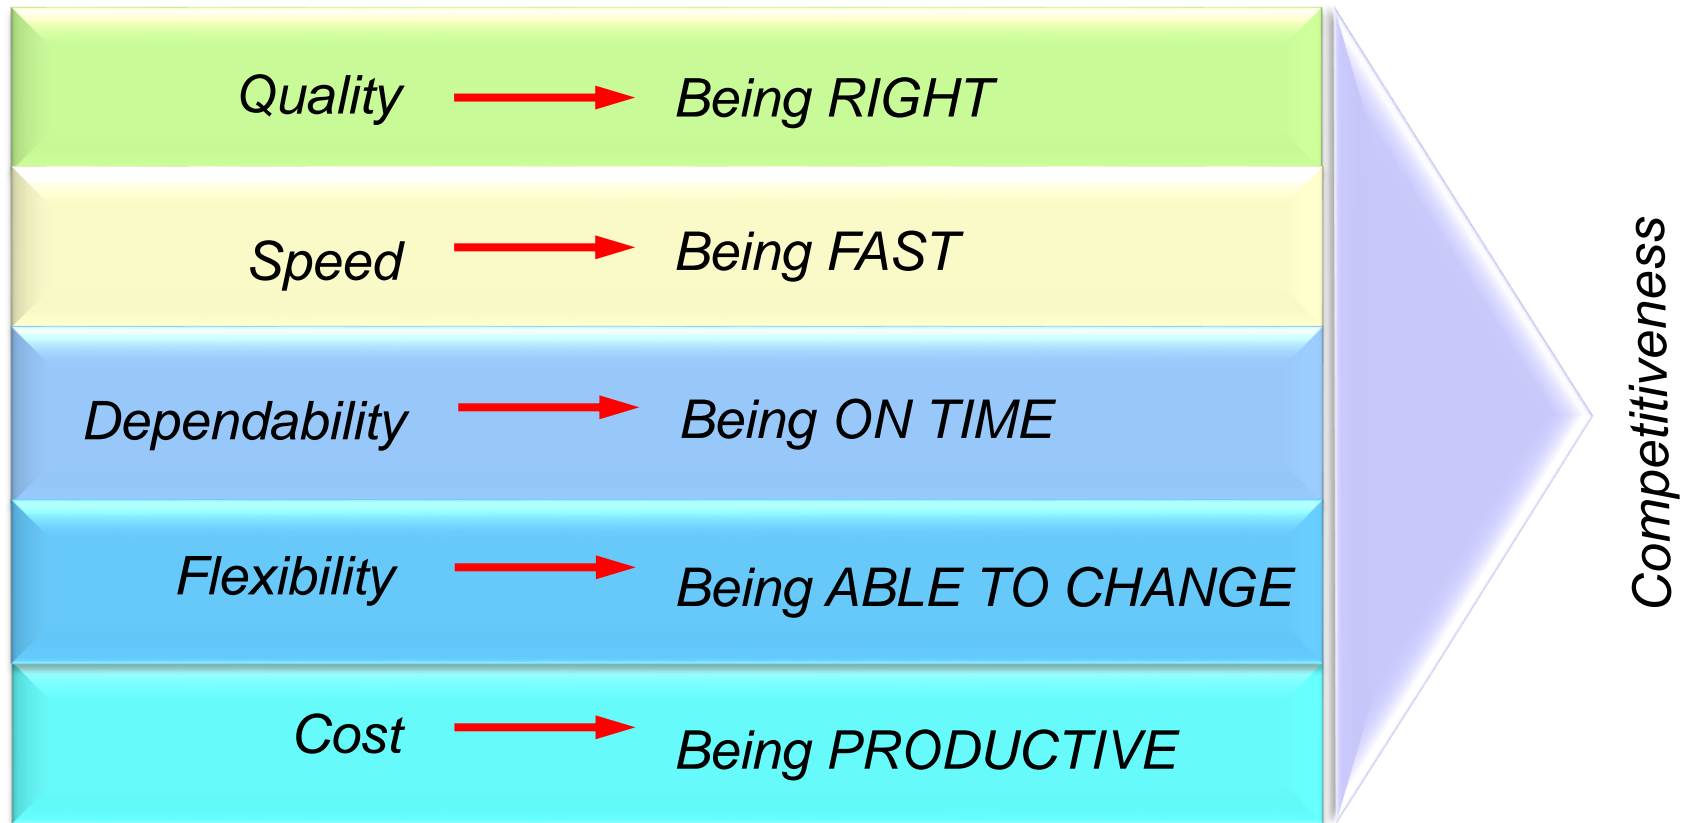 Quality Being RIGHT
Speed Being FAST
Dependability Being ON TIME
Flexibility Being ABLE TO CHANGE
Cost Being PRODUCTIVE
Competitiveness